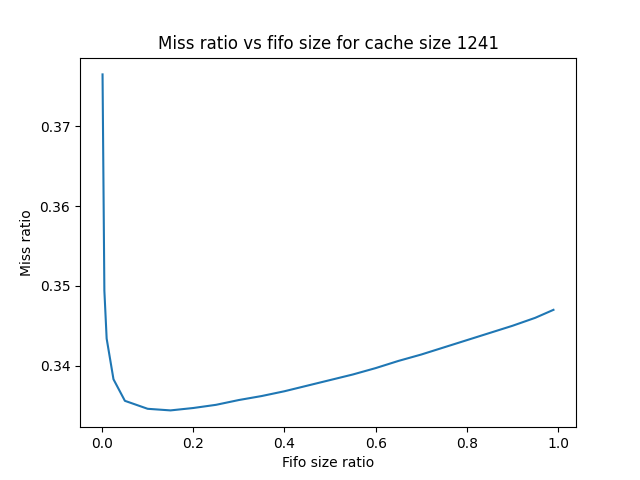 Miss ratio vs fifo size for cache size 1241
0.37
0.36
0.35
0.34
Miss ratio
0.0 0.2 0.4 0.6 0.8 1.0
Fifo size ratio